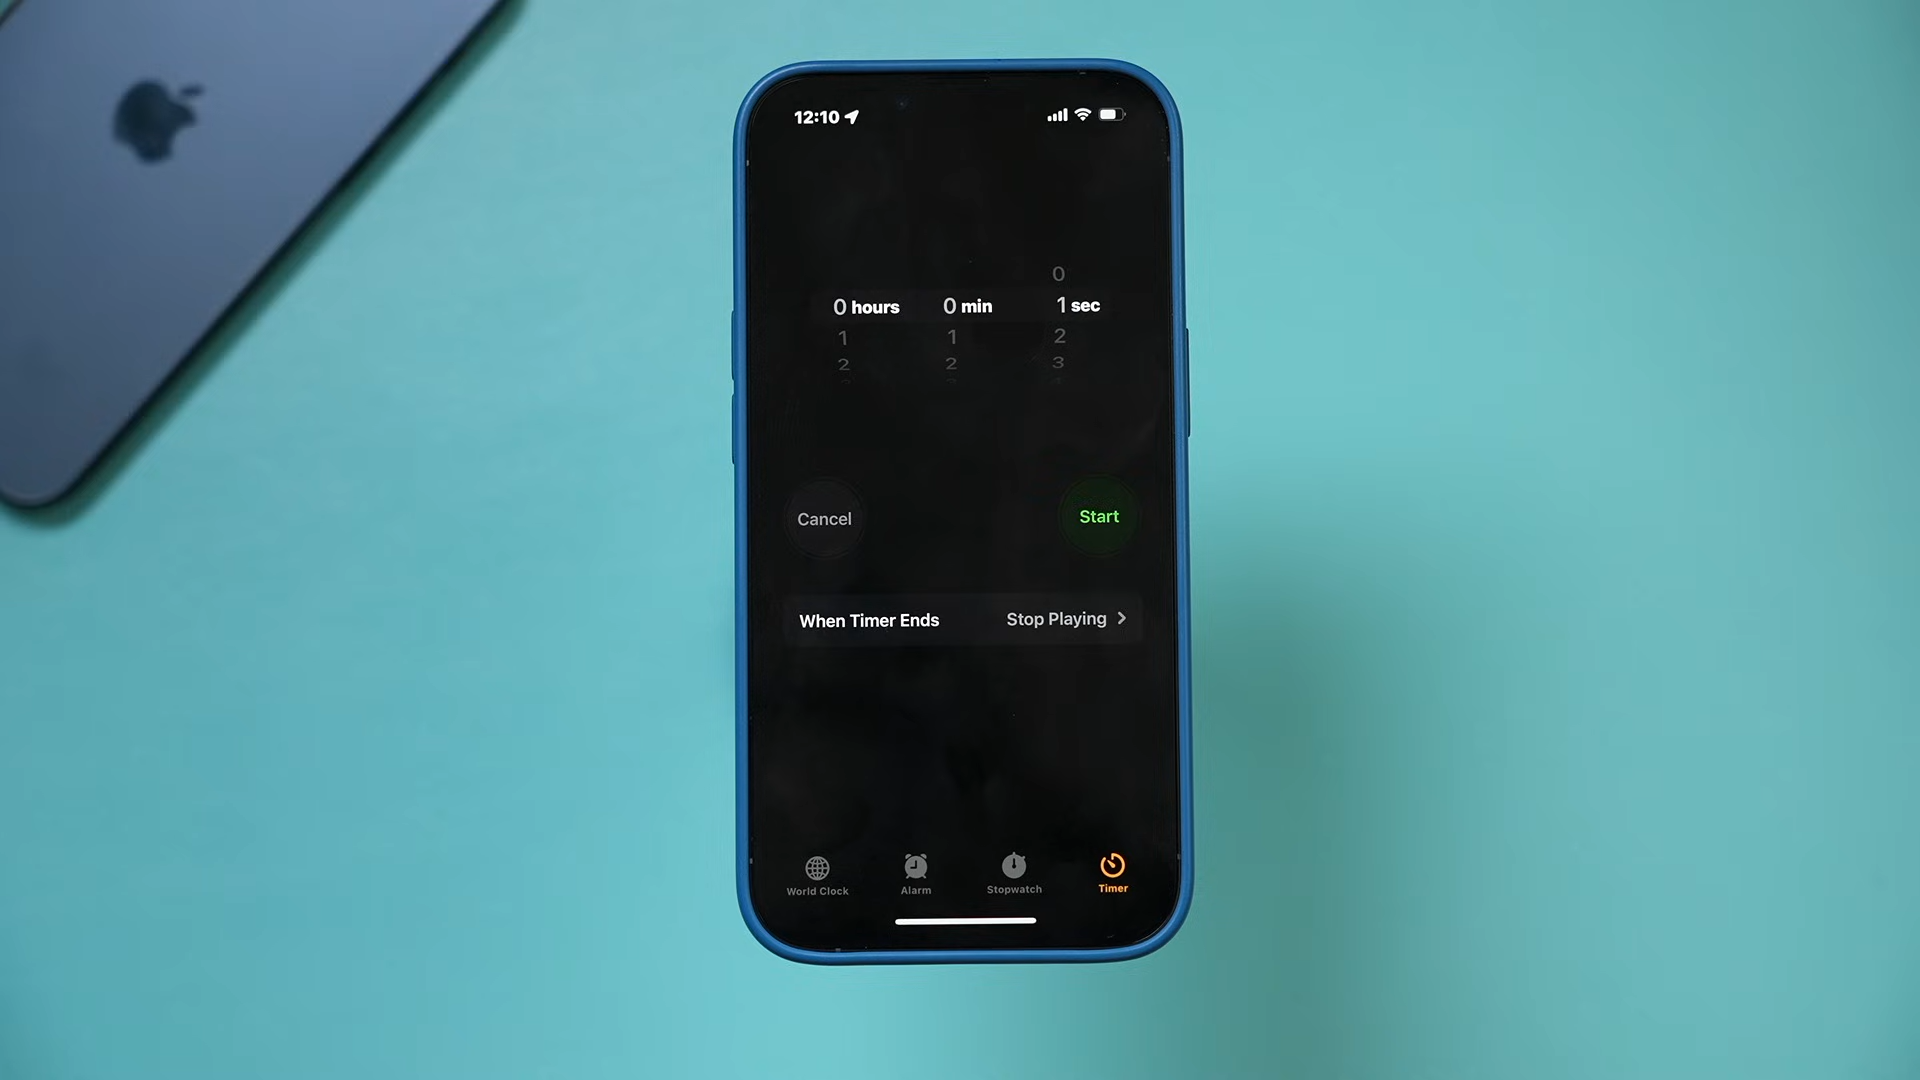 12:10
0
0 hours 0 min 1 sec
1 1 2
2 2 3
Cancel Start
When Timer Ends Stop Playing
World Clock Alarm Stopwatch Timer